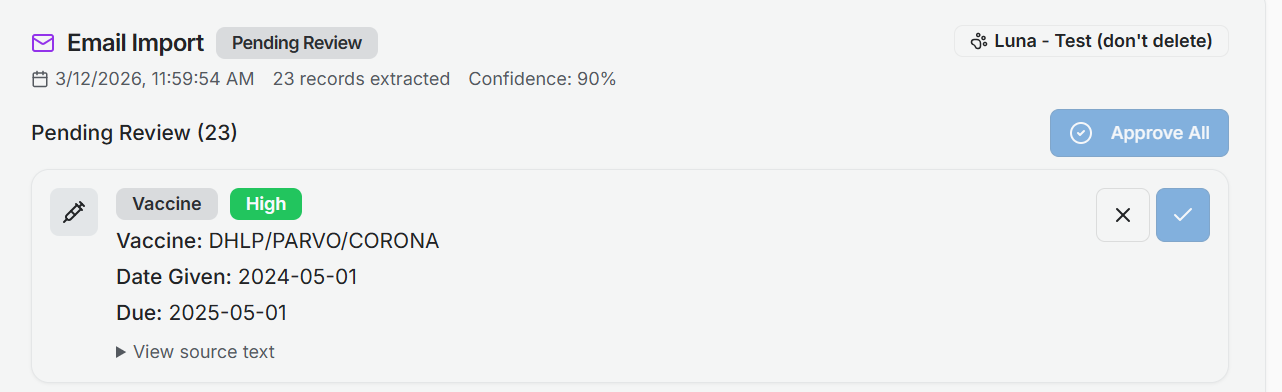 Email Import Pending Review Luna - Test (don't delete)
3/12/2026, 11:59:54 AM 23 records extracted Confidence: 90%
Pending Review (23) Approve All
Vaccine High
Vaccine: DHLP/PARVO/CORONA
Date Given: 2024-05-01
Due: 2025-05-01
View source text